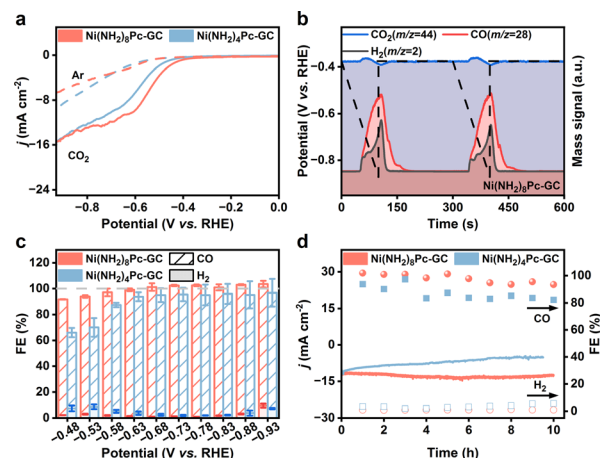 a
Ni(NH₂)₈Pc-GC
Ni(NH₂)₄Pc-GC
Ar
CO₂
j (mA cm⁻²)
0
−8
−16
−24
−0.8
−0.6
−0.4
−0.2
0.0
Potential (V vs. RHE)
b
CO₂(m/z=44)
CO(m/z=28)
H₂(m/z=2)
Potential (V vs. RHE)
−0.4
−0.6
−0.8
Mass signal (a.u.)
Ni(NH₂)₈Pc-GC
0
150
300
450
600
Time (s)
c
Ni(NH₂)₈Pc-GC
Ni(NH₂)₄Pc-GC
CO
H₂
FE (%)
120
100
80
60
40
20
0
−0.48
−0.53
−0.58
−0.63
−0.68
−0.73
−0.78
−0.83
−0.88
−0.93
Potential (V vs. RHE)
d
Ni(NH₂)₈Pc-GC
Ni(NH₂)₄Pc-GC
j (mA cm⁻²)
30
15
0
−15
−30
CO
H₂
100
80
60
40
20
0
FE (%)
0
2
4
6
8
10
Time (h)